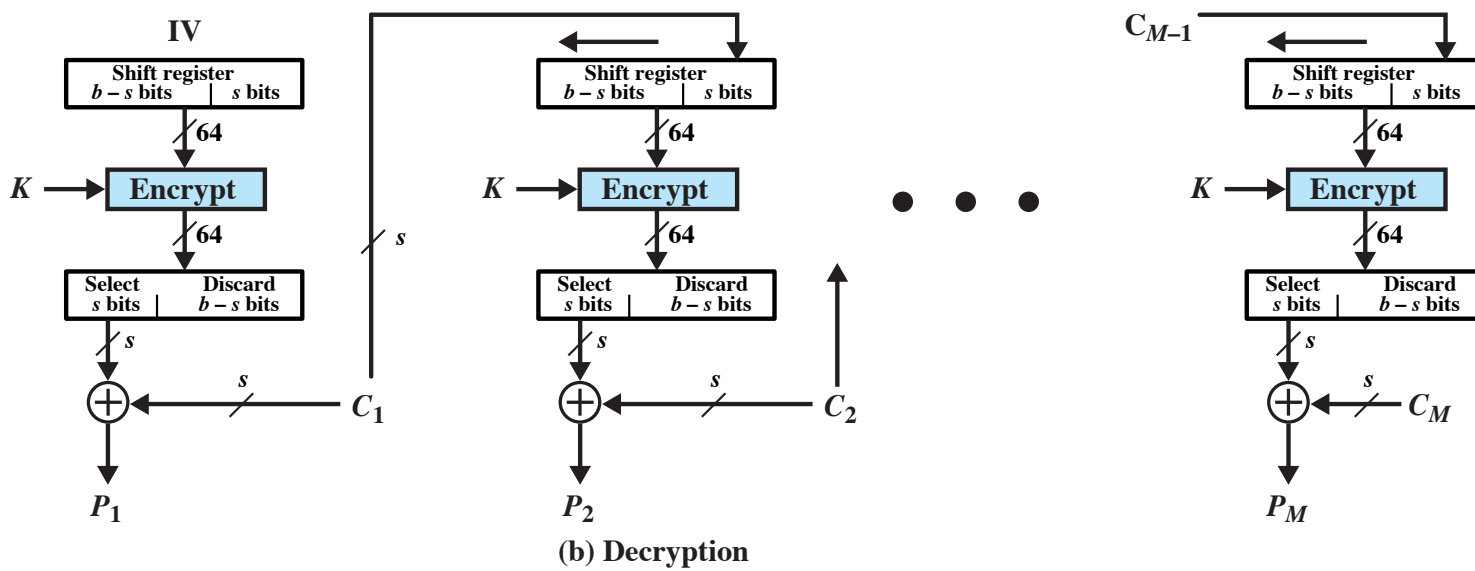 IV
C_{M–1}
Shift register
b – s bits | s bits
Shift register
b – s bits | s bits
Shift register
b – s bits | s bits
64
64
64
K
Encrypt
K
Encrypt
K
Encrypt
64
s
64
64
Select Discard
s bits | b – s bits
Select Discard
s bits | b – s bits
Select Discard
s bits | b – s bits
s
s
s
s
C_1
s
C_2
s
C_M
P_1
P_2
P_M
(b) Decryption